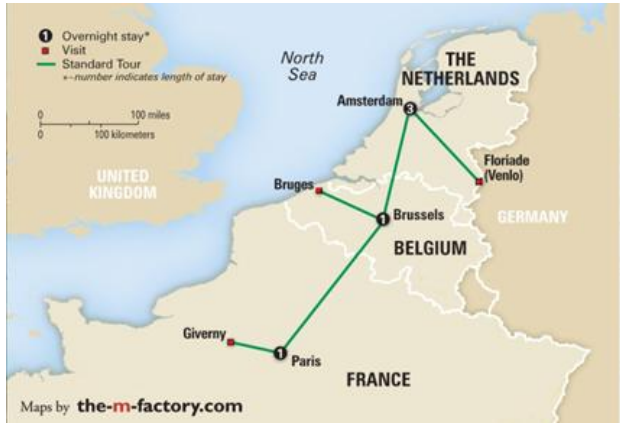 1 Overnight stay*
Visit
Standard Tour
*–number indicates length of stay
0 100 miles
0 100 kilometers
North
Sea
THE
NETHERLANDS
Amsterdam 3
Floriade
(Venlo)
UNITED
KINGDOM
Bruges
1 Brussels
GERMANY
BELGIUM
Giverny
1 Paris
FRANCE
Maps by the-m-factory.com